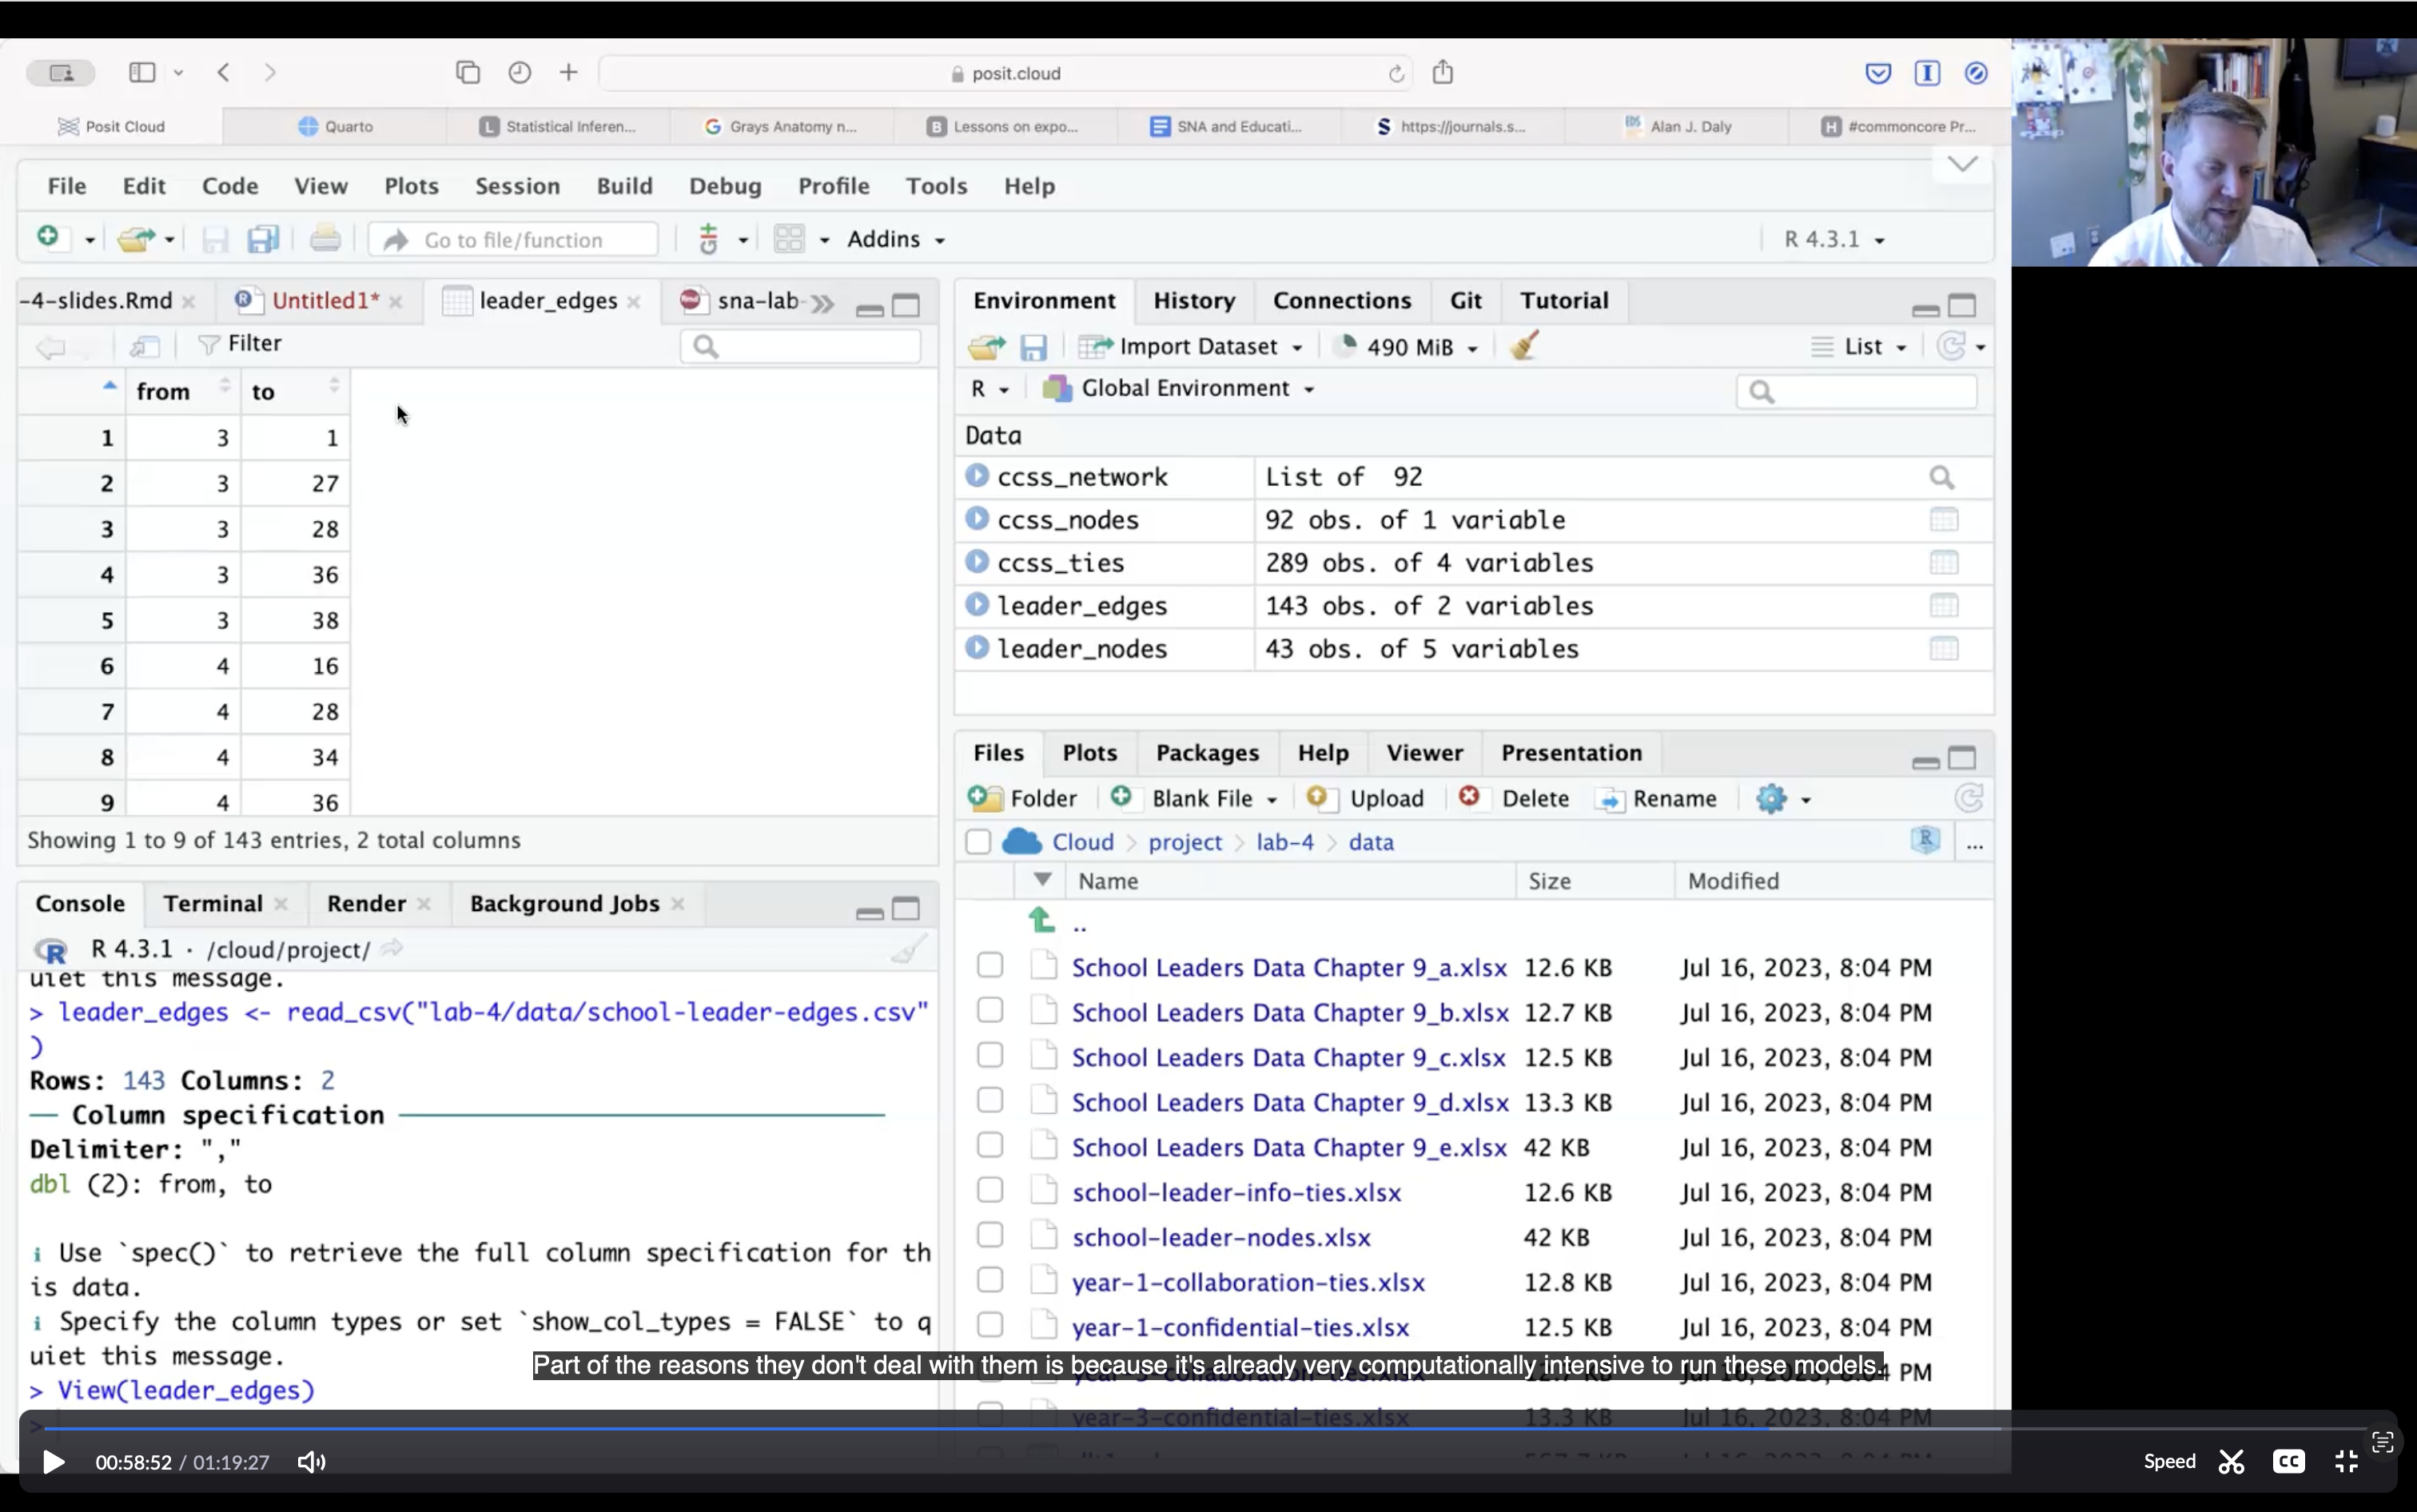 posit.cloud
Posit Cloud
Quarto
Statistical Inferen...
Grays Anatomy n...
Lessons on expo...
SNA and Educati...
https://journals.s...
Alan J. Daly
#commoncore Pr...
File Edit Code View Plots Session Build Debug Profile Tools Help
Go to file/function
Addins
R 4.3.1
-4-slides.Rmd
Untitled1*
leader_edges
sna-lab-
Filter
from to
1 3 1
2 3 27
3 3 28
4 3 36
5 3 38
6 4 16
7 4 28
8 4 34
9 4 36
Showing 1 to 9 of 143 entries, 2 total columns
Console Terminal Render Background Jobs
R 4.3.1 · /cloud/project/
uiet this message.
> leader_edges <- read_csv("lab-4/data/school-leader-edges.csv"
)
Rows: 143 Columns: 2
── Column specification ────────────
Delimiter: ","
dbl (2): from, to
ℹ Use `spec()` to retrieve the full column specification for th
is data.
ℹ Specify the column types or set `show_col_types = FALSE` to q
uiet this message.
> View(leader_edges)
>
Environment History Connections Git Tutorial
Import Dataset 490 MiB List
R Global Environment
Data
ccss_network List of 92
ccss_nodes 92 obs. of 1 variable
ccss_ties 289 obs. of 4 variables
leader_edges 143 obs. of 2 variables
leader_nodes 43 obs. of 5 variables
Files Plots Packages Help Viewer Presentation
Folder Blank File Upload Delete Rename
Cloud > project > lab-4 > data
...
Name Size Modified
..
School Leaders Data Chapter 9_a.xlsx 12.6 KB Jul 16, 2023, 8:04 PM
School Leaders Data Chapter 9_b.xlsx 12.7 KB Jul 16, 2023, 8:04 PM
School Leaders Data Chapter 9_c.xlsx 12.5 KB Jul 16, 2023, 8:04 PM
School Leaders Data Chapter 9_d.xlsx 13.3 KB Jul 16, 2023, 8:04 PM
School Leaders Data Chapter 9_e.xlsx 42 KB Jul 16, 2023, 8:04 PM
school-leader-info-ties.xlsx 12.6 KB Jul 16, 2023, 8:04 PM
school-leader-nodes.xlsx 42 KB Jul 16, 2023, 8:04 PM
year-1-collaboration-ties.xlsx 12.8 KB Jul 16, 2023, 8:04 PM
year-1-confidential-ties.xlsx 12.5 KB Jul 16, 2023, 8:04 PM
year-3-collaboration-ties.xlsx 12.7 KB Jul 16, 2023, 8:04 PM
year-3-confidential-ties.xlsx 13.3 KB Jul 16, 2023, 8:04 PM
Part of the reasons they don't deal with them is because it's already very computationally intensive to run these models.
00:58:52 / 01:19:27
Speed
CC